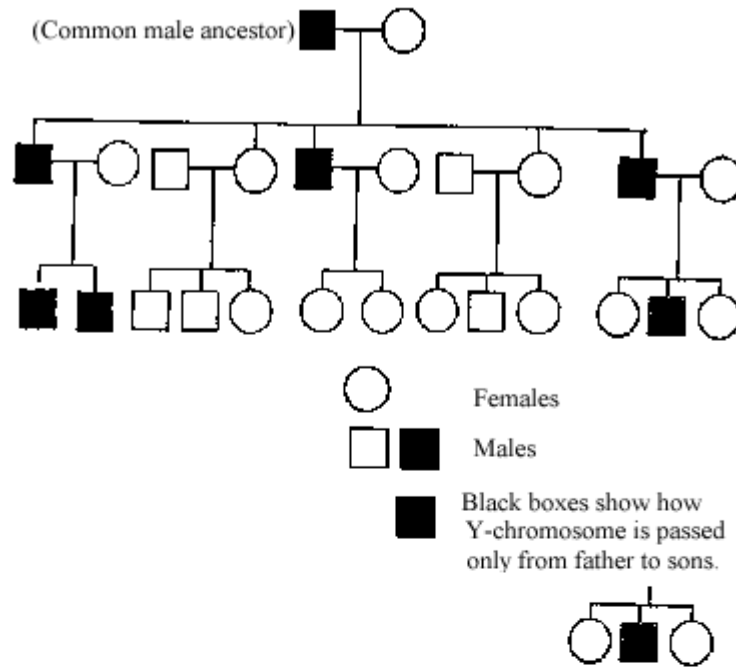 (Common male ancestor)
Females
Males
Black boxes show how
Y-chromosome is passed
only from father to sons.